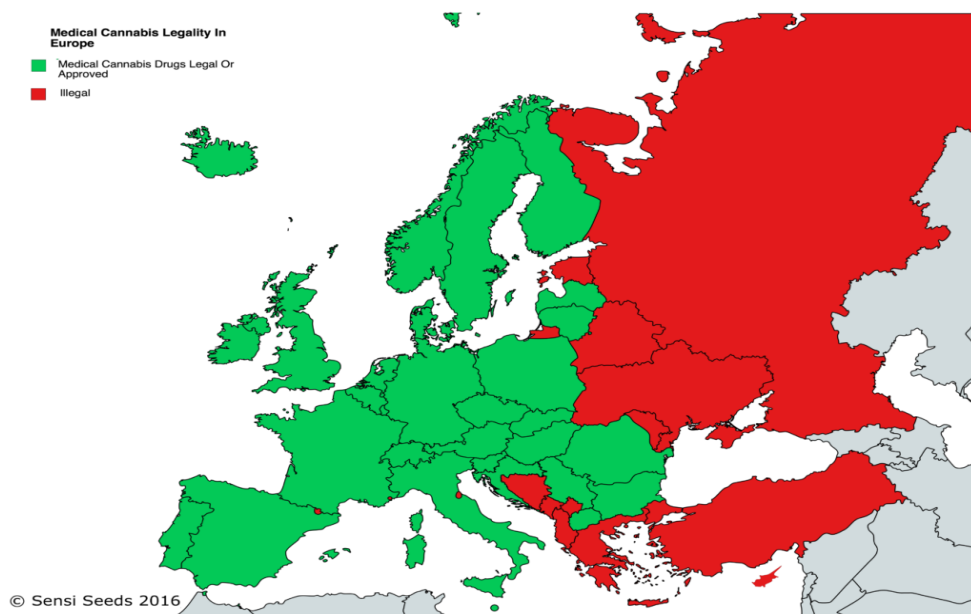 Medical Cannabis Legality In
Europe
Medical Cannabis Drugs Legal Or
Approved
Illegal
© Sensi Seeds 2016